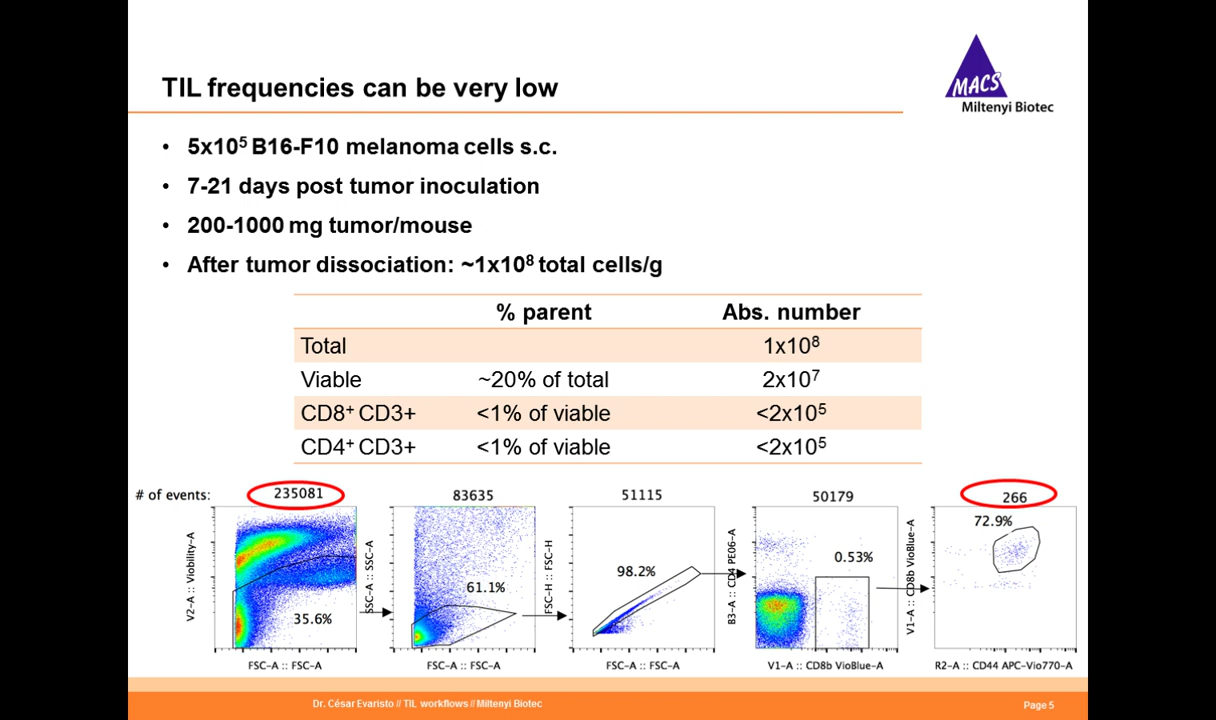 TIL frequencies can be very low
MACS
Miltenyi Biotec
• 5x10⁵ B16-F10 melanoma cells s.c.
• 7-21 days post tumor inoculation
• 200-1000 mg tumor/mouse
• After tumor dissociation: ~1x10⁸ total cells/g
% parent Abs. number
Total 1x10⁸
Viable ~20% of total 2x10⁷
CD8⁺ CD3+ <1% of viable <2x10⁵
CD4⁺ CD3+ <1% of viable <2x10⁵
# of events: 235081 83635 51115 50179 266
V2-A :: Viobility-A
35.6%
FSC-A :: FSC-A
SSC-A :: SSC-A
61.1%
FSC-A :: FSC-A
FSC-H :: FSC-H
98.2%
FSC-A :: FSC-A
B3-A :: CD4 PE06-A
0.53%
V1-A :: CD8b VioBlue-A
V1-A :: CD8b VioBlue-A
72.9%
R2-A :: CD44 APC-Vio770-A
Dr. César Evaristo // TIL workflows // Miltenyi Biotec
Page 5